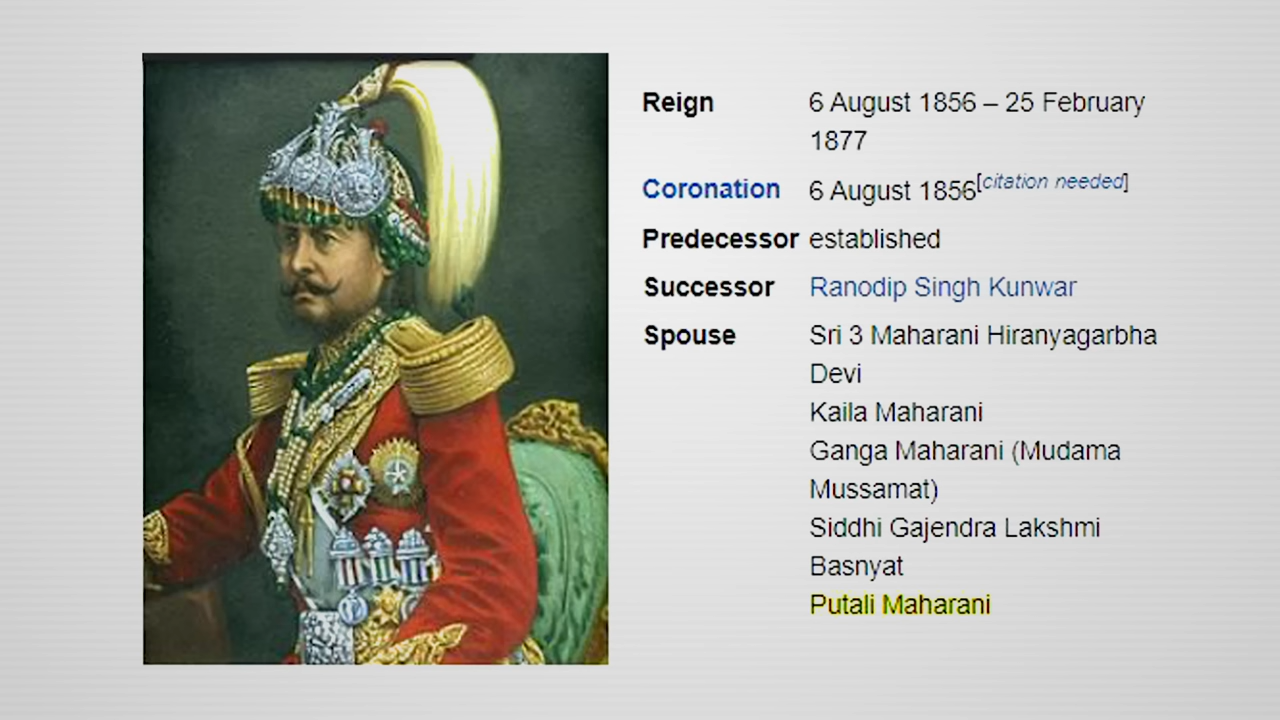 Reign 6 August 1856 – 25 February
1877
Coronation 6 August 1856[citation needed]
Predecessor established
Successor Ranodip Singh Kunwar
Spouse Sri 3 Maharani Hiranyagarbha
Devi
Kaila Maharani
Ganga Maharani (Mudama
Mussamat)
Siddhi Gajendra Lakshmi
Basnyat
Putali Maharani